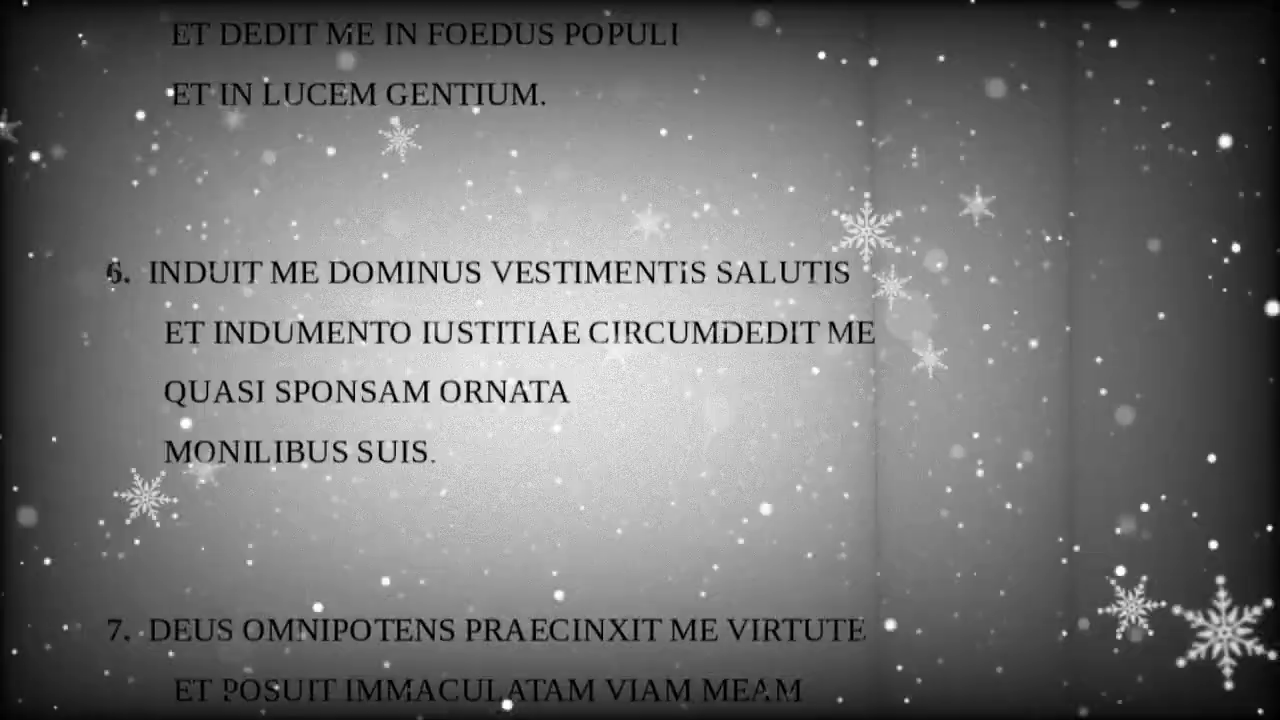 ET DEDIT ME IN FOEDUS POPULI
ET IN LUCEM GENTIUM.
6. INDUIT ME DOMINUS VESTIMENTIS SALUTIS
ET INDUMENTO IUSTITIAE CIRCUMDEDIT ME
QUASI SPONSAM ORNATA
MONILIBUS SUIS.
7. DEUS OMNIPOTENS PRAECINXIT ME VIRTUTE
ET POSUIT IMMACULATAM VIAM MEAM